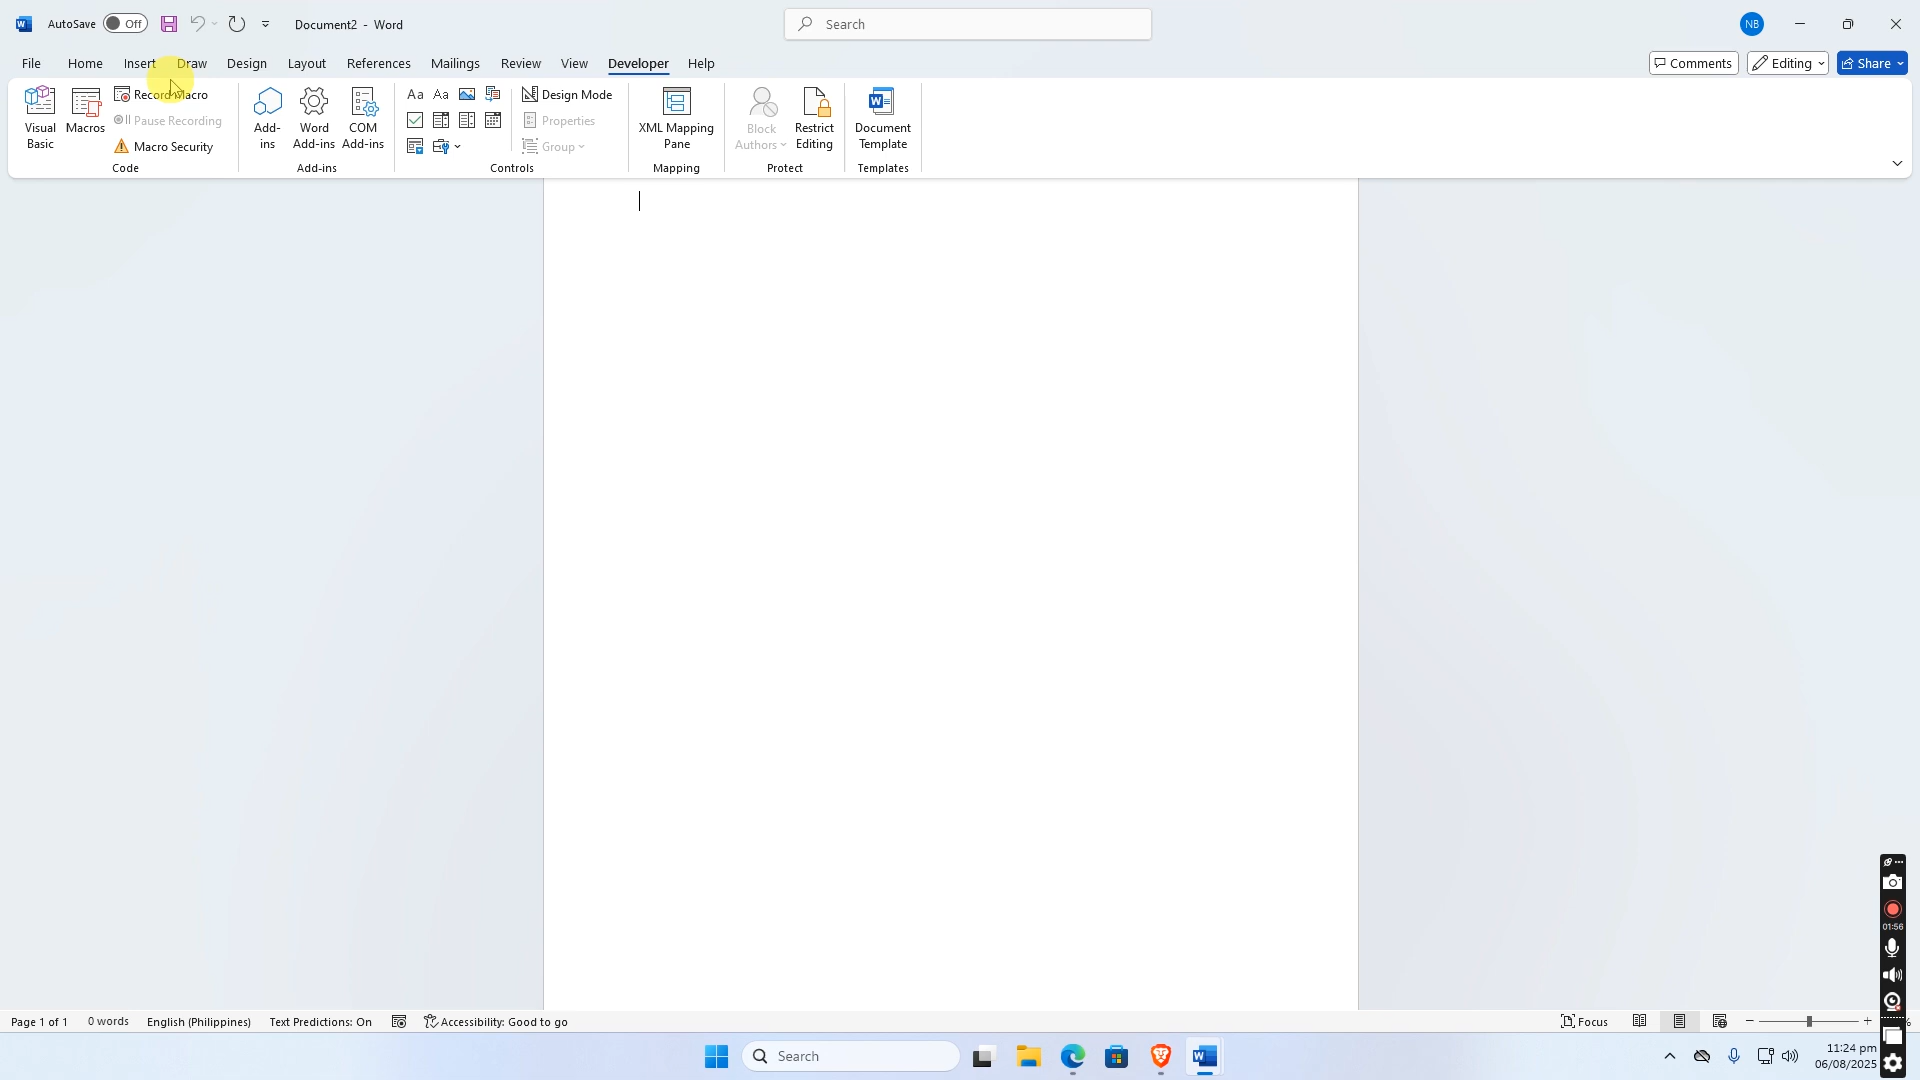 AutoSave Off Document2 - Word Search NB
File Home Insert Draw Design Layout References Mailings Review View Developer Help Comments Editing Share
Visual Basic
Macros
Record Macro
Pause Recording
Macro Security
Code
Add-ins
Word Add-ins
COM Add-ins
Add-ins
Aa Aa
Design Mode
Properties
Group
Controls
XML Mapping Pane
Mapping
Block Authors
Restrict Editing
Protect
Document Template
Templates
01:56
Page 1 of 1 0 words English (Philippines) Text Predictions: On Accessibility: Good to go Focus %
Search
11:24 pm
06/08/2025